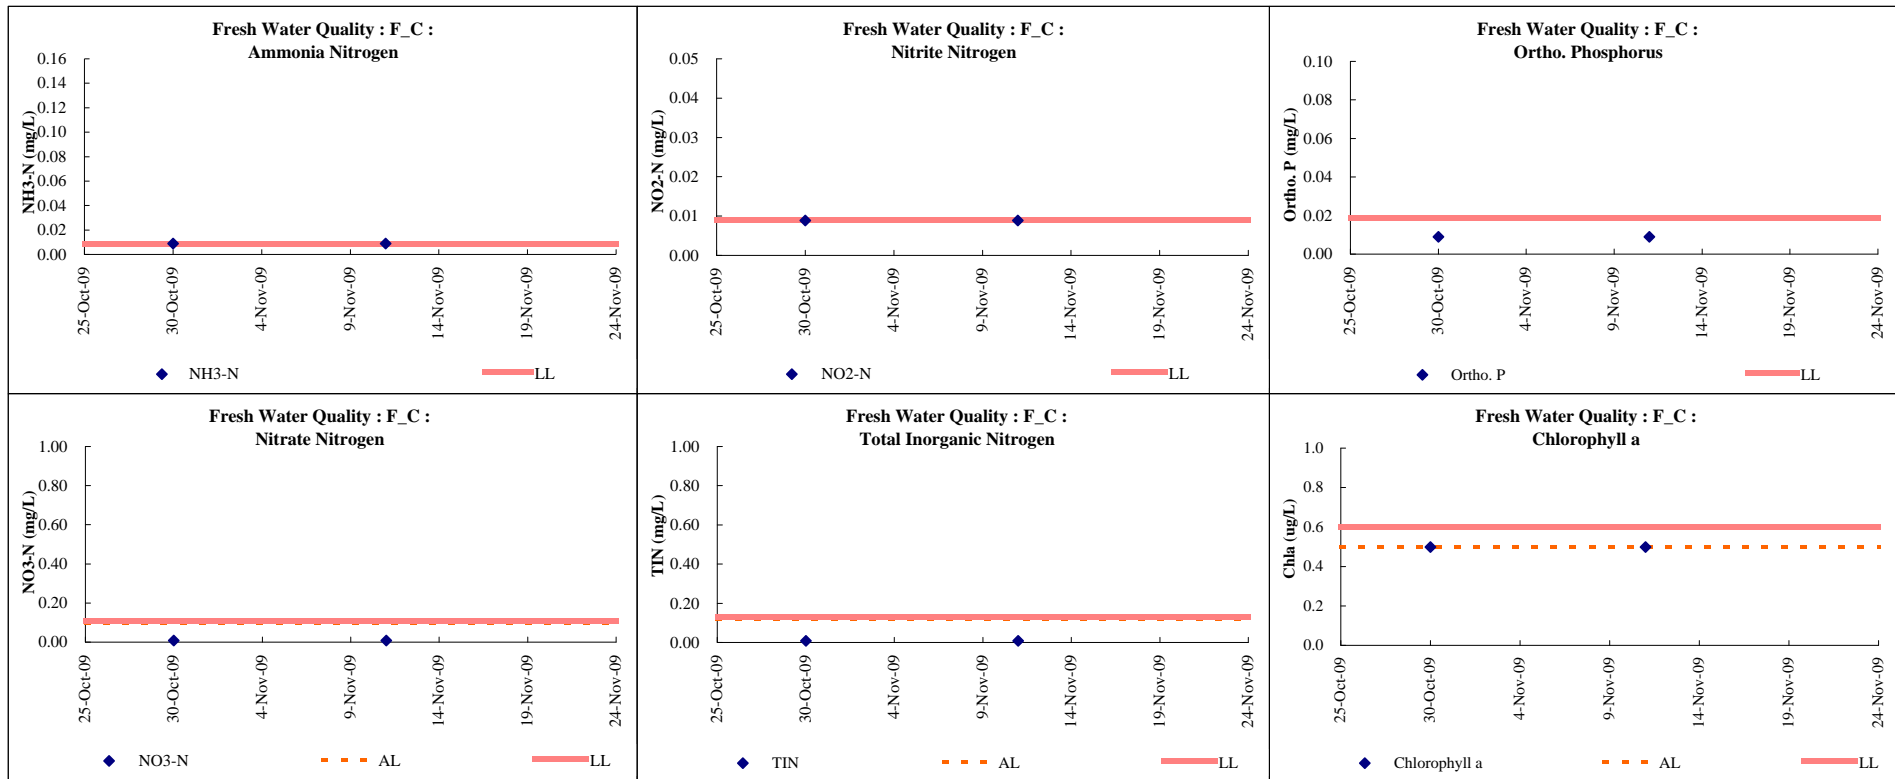 Fresh Water Quality : F_C :
Ammonia Nitrogen
NH3-N (mg/L)
0.16
0.14
0.12
0.10
0.08
0.06
0.04
0.02
0.00
25-Oct-09
30-Oct-09
4-Nov-09
9-Nov-09
14-Nov-09
19-Nov-09
24-Nov-09
NH3-N
LL
Fresh Water Quality : F_C :
Nitrite Nitrogen
NO2-N (mg/L)
0.05
0.04
0.03
0.02
0.01
0.00
25-Oct-09
30-Oct-09
4-Nov-09
9-Nov-09
14-Nov-09
19-Nov-09
24-Nov-09
NO2-N
LL
Fresh Water Quality : F_C :
Ortho. Phosphorus
Ortho. P (mg/L)
0.10
0.08
0.06
0.04
0.02
0.00
25-Oct-09
30-Oct-09
4-Nov-09
9-Nov-09
14-Nov-09
19-Nov-09
24-Nov-09
Ortho. P
LL
Fresh Water Quality : F_C :
Nitrate Nitrogen
NO3-N (mg/L)
1.00
0.80
0.60
0.40
0.20
0.00
25-Oct-09
30-Oct-09
4-Nov-09
9-Nov-09
14-Nov-09
19-Nov-09
24-Nov-09
NO3-N
AL
LL
Fresh Water Quality : F_C :
Total Inorganic Nitrogen
TIN (mg/L)
1.00
0.80
0.60
0.40
0.20
0.00
25-Oct-09
30-Oct-09
4-Nov-09
9-Nov-09
14-Nov-09
19-Nov-09
24-Nov-09
TIN
AL
LL
Fresh Water Quality : F_C :
Chlorophyll a
Chla (ug/L)
1.0
0.8
0.6
0.4
0.2
0.0
25-Oct-09
30-Oct-09
4-Nov-09
9-Nov-09
14-Nov-09
19-Nov-09
24-Nov-09
Chlorophyll a
AL
LL